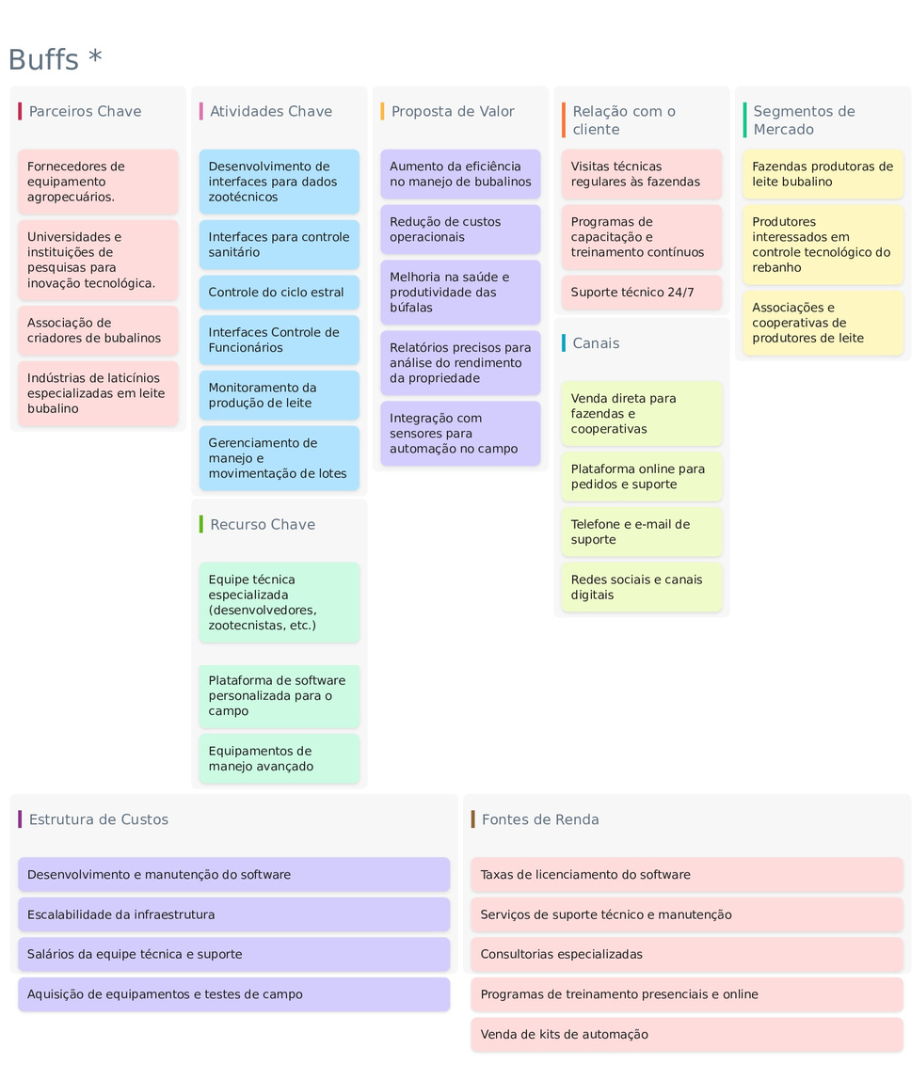 Buffs *
Parceiros Chave
Fornecedores de
equipamento
agropecuários.
Universidades e
instituições de
pesquisas para
inovação tecnológica.
Associação de
criadores de bubalinos
Indústrias de laticínios
especializadas em leite
bubalino
Atividades Chave
Desenvolvimento de
interfaces para dados
zootécnicos
Interfaces para controle
sanitário
Controle do ciclo estral
Interfaces Controle de
Funcionários
Monitoramento da
produção de leite
Gerenciamento de
manejo e
movimentação de lotes
Recurso Chave
Equipe técnica
especializada
(desenvolvedores,
zootecnistas, etc.)
Plataforma de software
personalizada para o
campo
Equipamentos de
manejo avançado
Proposta de Valor
Aumento da eficiência
no manejo de bubalinos
Redução de custos
operacionais
Melhoria na saúde e
produtividade das
búfalas
Relatórios precisos para
análise do rendimento
da propriedade
Integração com
sensores para
automação no campo
Relação com o
cliente
Visitas técnicas
regulares às fazendas
Programas de
capacitação e
treinamento contínuos
Suporte técnico 24/7
Canais
Venda direta para
fazendas e
cooperativas
Plataforma online para
pedidos e suporte
Telefone e e-mail de
suporte
Redes sociais e canais
digitais
Segmentos de
Mercado
Fazendas produtoras de
leite bubalino
Produtores
interessados em
controle tecnológico do
rebanho
Associações e
cooperativas de
produtores de leite
Estrutura de Custos
Desenvolvimento e manutenção do software
Escalabilidade da infraestrutura
Salários da equipe técnica e suporte
Aquisição de equipamentos e testes de campo
Fontes de Renda
Taxas de licenciamento do software
Serviços de suporte técnico e manutenção
Consultorias especializadas
Programas de treinamento presenciais e online
Venda de kits de automação